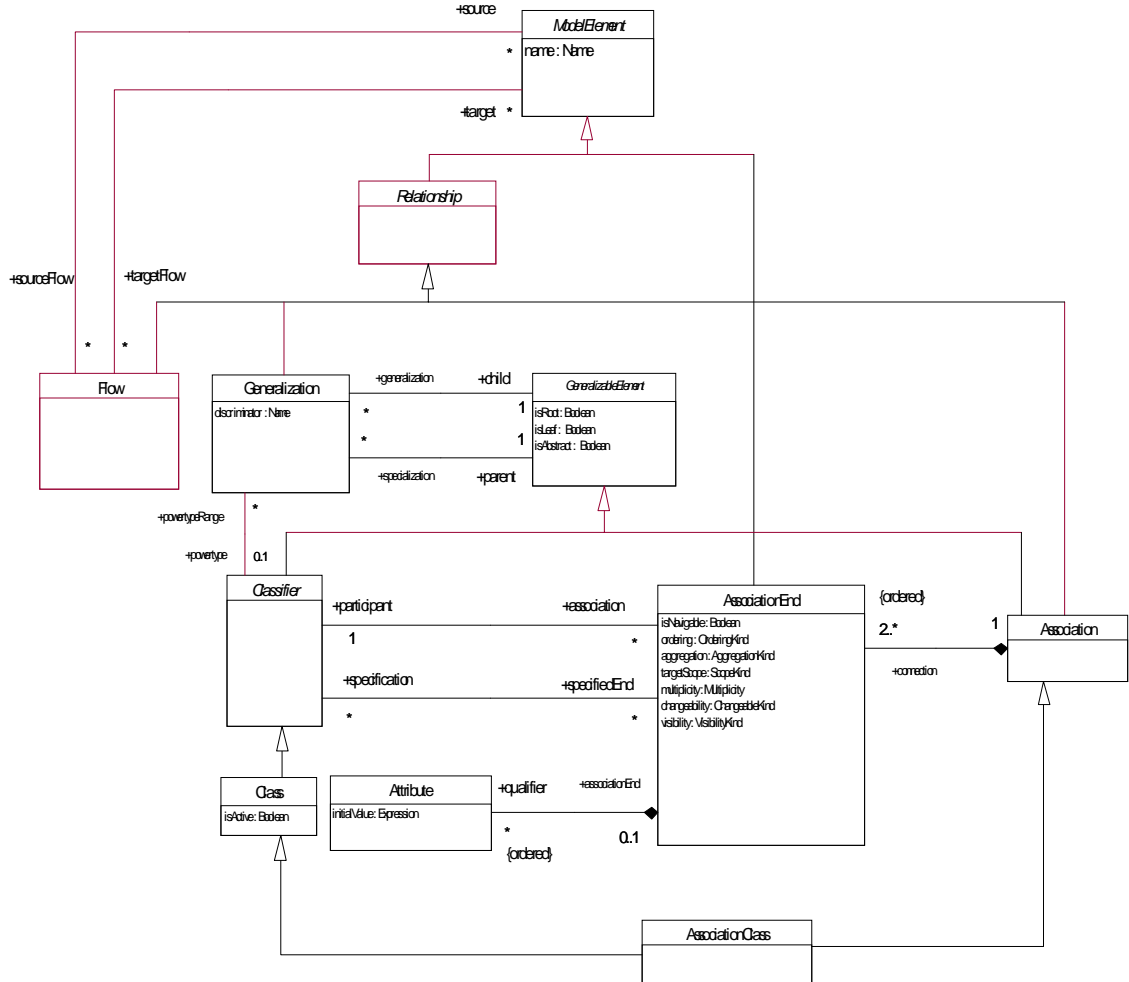 +source
ModelElement
name : Name
*
+target *
Relationship
+sourceFlow
+targetFlow
* *
Flow
Generalization
discriminator : Name
+generalization
+child
*
1
*
1
+specialization
+parent
GeneralizableElement
isRoot : Boolean
isLeaf : Boolean
isAbstract : Boolean
+powertypeRange
*
+powertype
0..1
Classifier
+participant
+association
1
*
+specification
+specifiedEnd
*
*
AssociationEnd
isNavigable : Boolean
ordering : OrderingKind
aggregation : AggregationKind
targetScope : ScopeKind
multiplicity : Multiplicity
changeability : ChangeableKind
visibility : VisibilityKind
{ordered}
2..*
1
+connection
Association
Class
isActive : Boolean
Attribute
initialValue : Expression
+qualifier
+associationEnd
*
0..1
{ordered}
AssociationClass